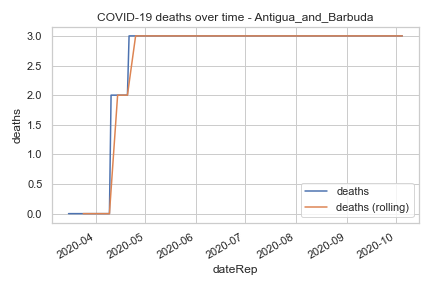 COVID-19 deaths over time - Antigua_and_Barbuda
deaths
3.0
2.5
2.0
1.5
1.0
0.5
0.0
deaths
deaths (rolling)
2020-04
2020-05
2020-06
2020-07
2020-08
2020-09
2020-10
dateRep